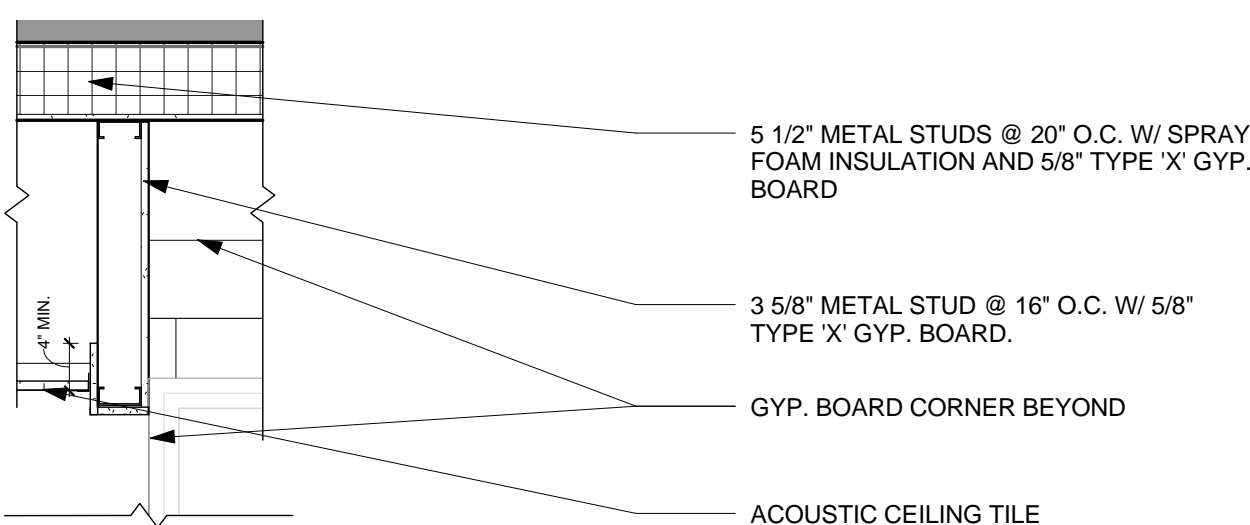 5 1/2" METAL STUDS @ 20" O.C. W/ SPRAY
FOAM INSULATION AND 5/8" TYPE 'X' GYP.
BOARD
3 5/8" METAL STUD @ 16" O.C. W/ 5/8"
TYPE 'X' GYP. BOARD.
4" MIN.
GYP. BOARD CORNER BEYOND
ACOUSTIC CEILING TILE